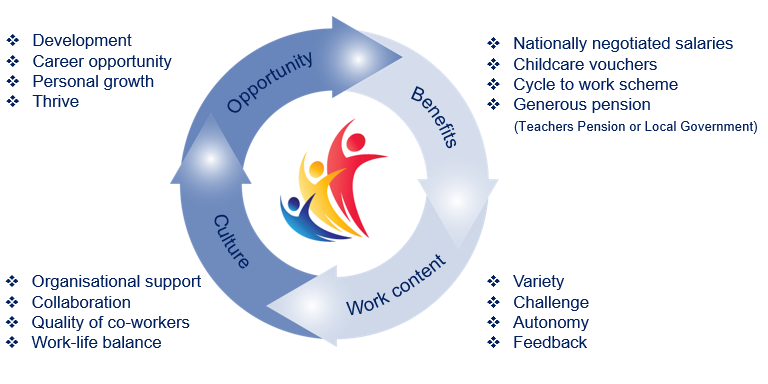 ❖ Development
❖ Career opportunity
❖ Personal growth
❖ Thrive
❖ Nationally negotiated salaries
❖ Childcare vouchers
❖ Cycle to work scheme
❖ Generous pension
(Teachers Pension or Local Government)
Opportunity
Benefits
Culture
Work content
❖ Organisational support
❖ Collaboration
❖ Quality of co-workers
❖ Work-life balance
❖ Variety
❖ Challenge
❖ Autonomy
❖ Feedback